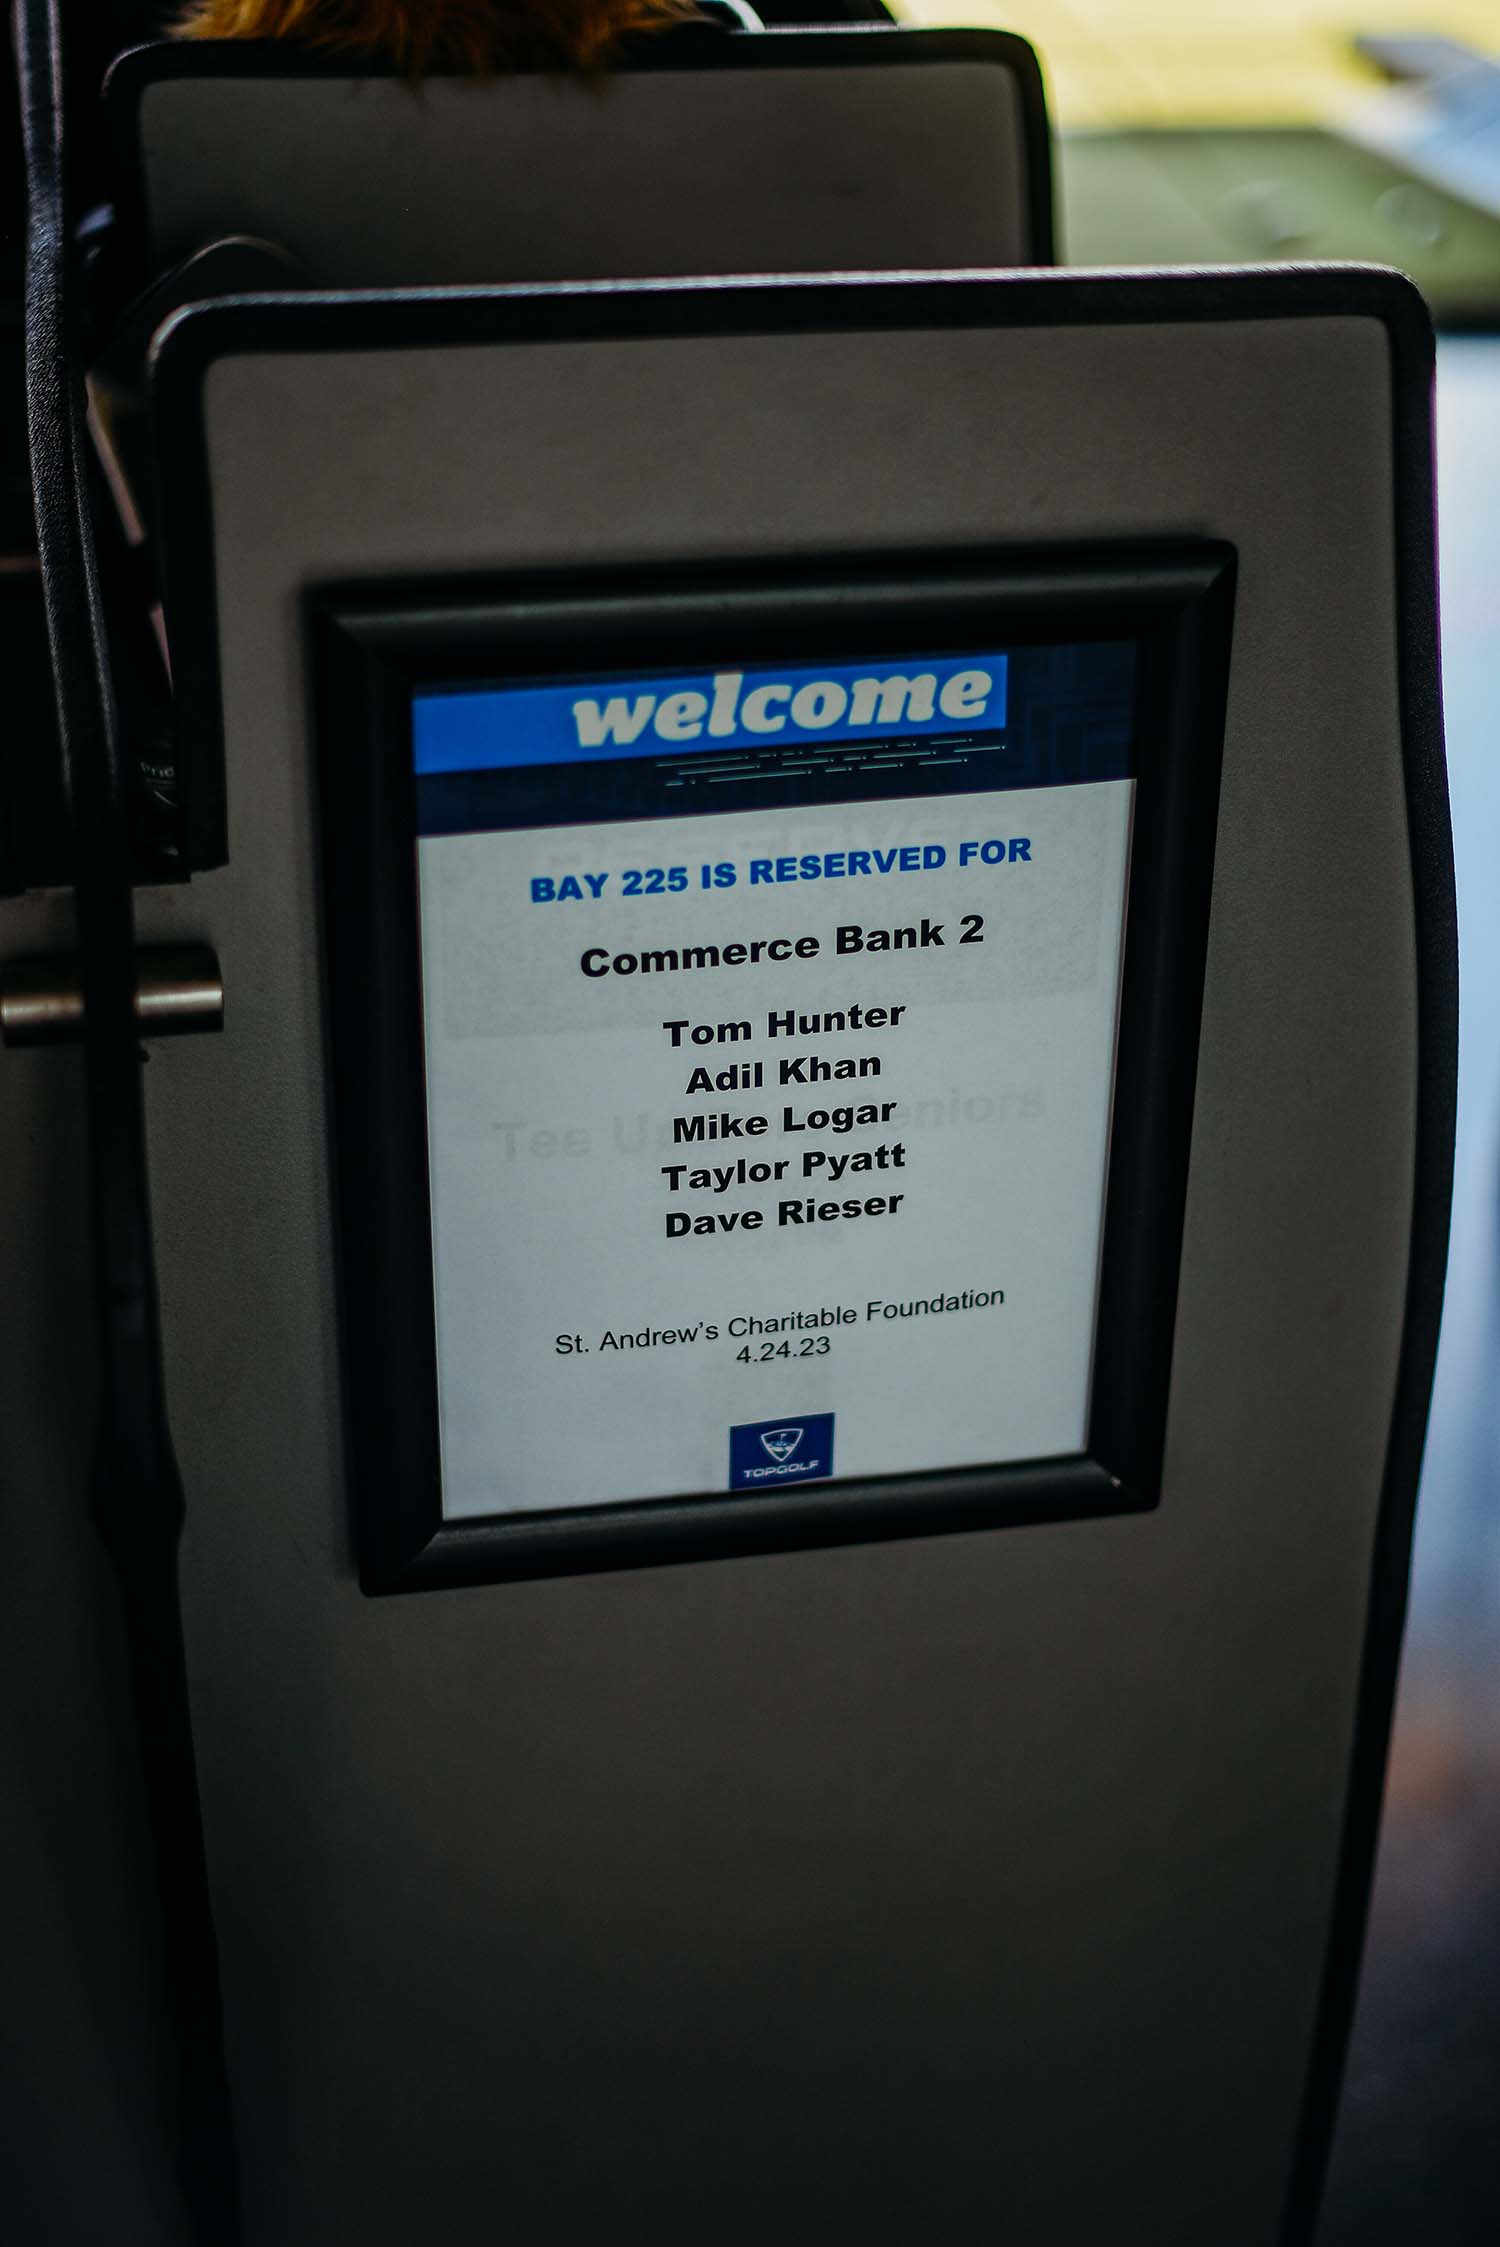 welcome
BAY 225 IS RESERVED FOR
Commerce Bank 2
Tom Hunter
Adil Khan
Mike Logar
Taylor Pyatt
Dave Rieser
St. Andrew's Charitable Foundation
4.24.23
TOPGOLF